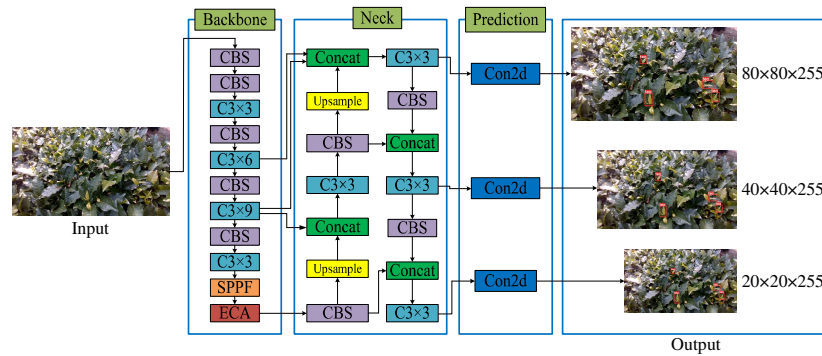 Backbone
Neck
Prediction
Input
CBS
CBS
C3×3
CBS
C3×6
CBS
C3×9
CBS
C3×3
SPPF
ECA
Concat
Upsample
CBS
C3×3
Concat
Upsample
CBS
C3×3
CBS
Concat
C3×3
CBS
Concat
C3×3
Con2d
Con2d
Con2d
80×80×255
40×40×255
20×20×255
Output